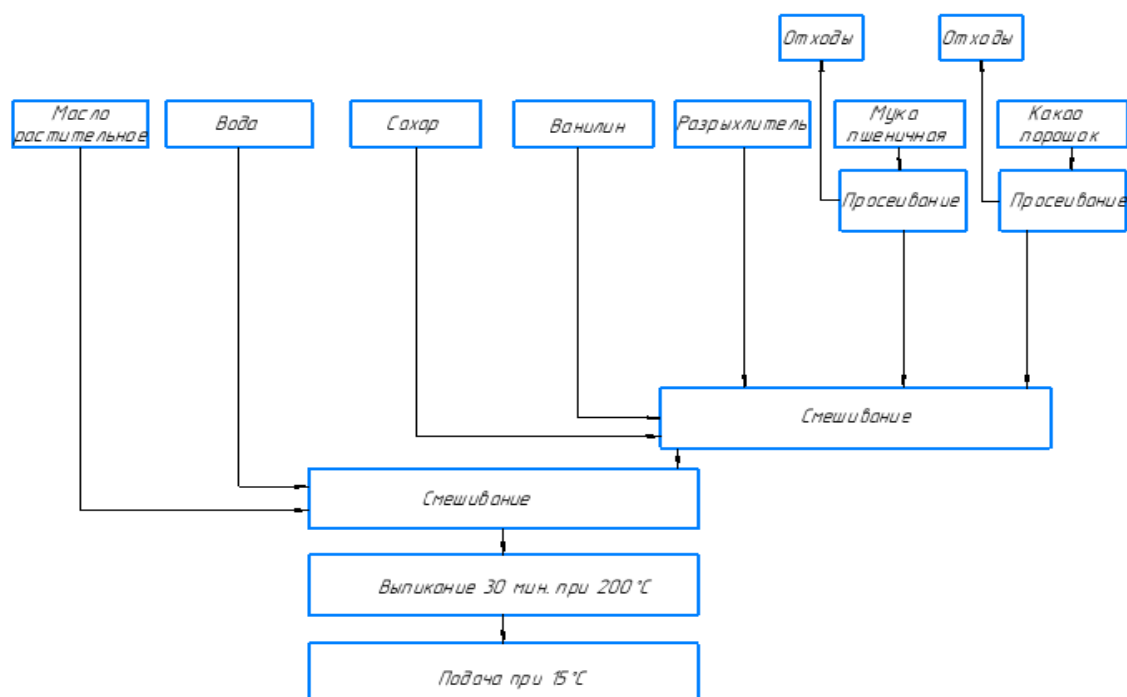 Отходы
Отходы
Масло
растительное
Вода
Сахар
Ванилин
Разрыхлитель
Мука
пшеничная
Какао
порошок
Просеивание
Просеивание
Смешивание
Смешивание
Выпикание 30 мин. при 200°С
Подача при 15°С